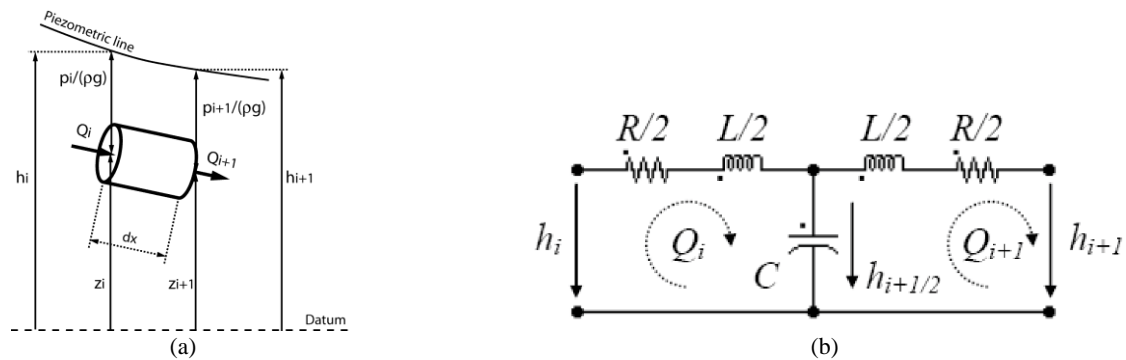 Piezometric line
pi/(ρg)
pi+1/(ρg)
Qi
Qi+1
hi
hi+1
dx
zi
zi+1
Datum
(a)
R/2
L/2
L/2
R/2
hi
Qi
C
hi+1/2
Qi+1
hi+1
(b)